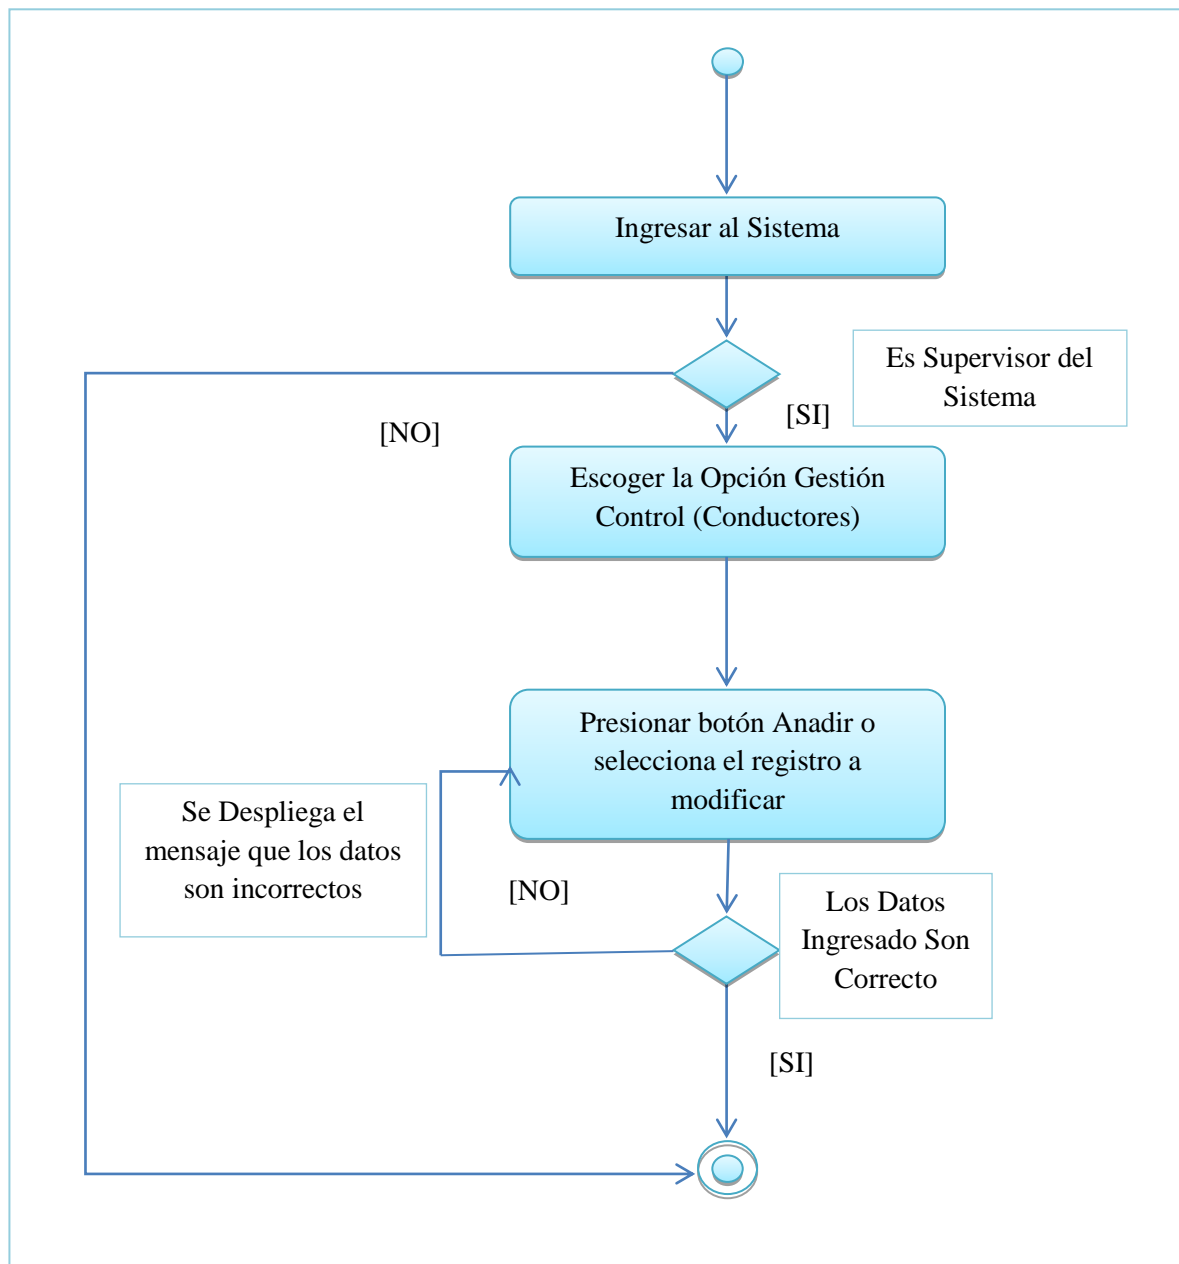 Ingresar al Sistema
Es Supervisor del
Sistema
[SI]
[NO]
Escoger la Opción Gestión
Control (Conductores)
Presionar botón Anadir o
selecciona el registro a
modificar
Se Despliega el
mensaje que los datos
son incorrectos
[NO]
Los Datos
Ingresado Son
Correcto
[SI]